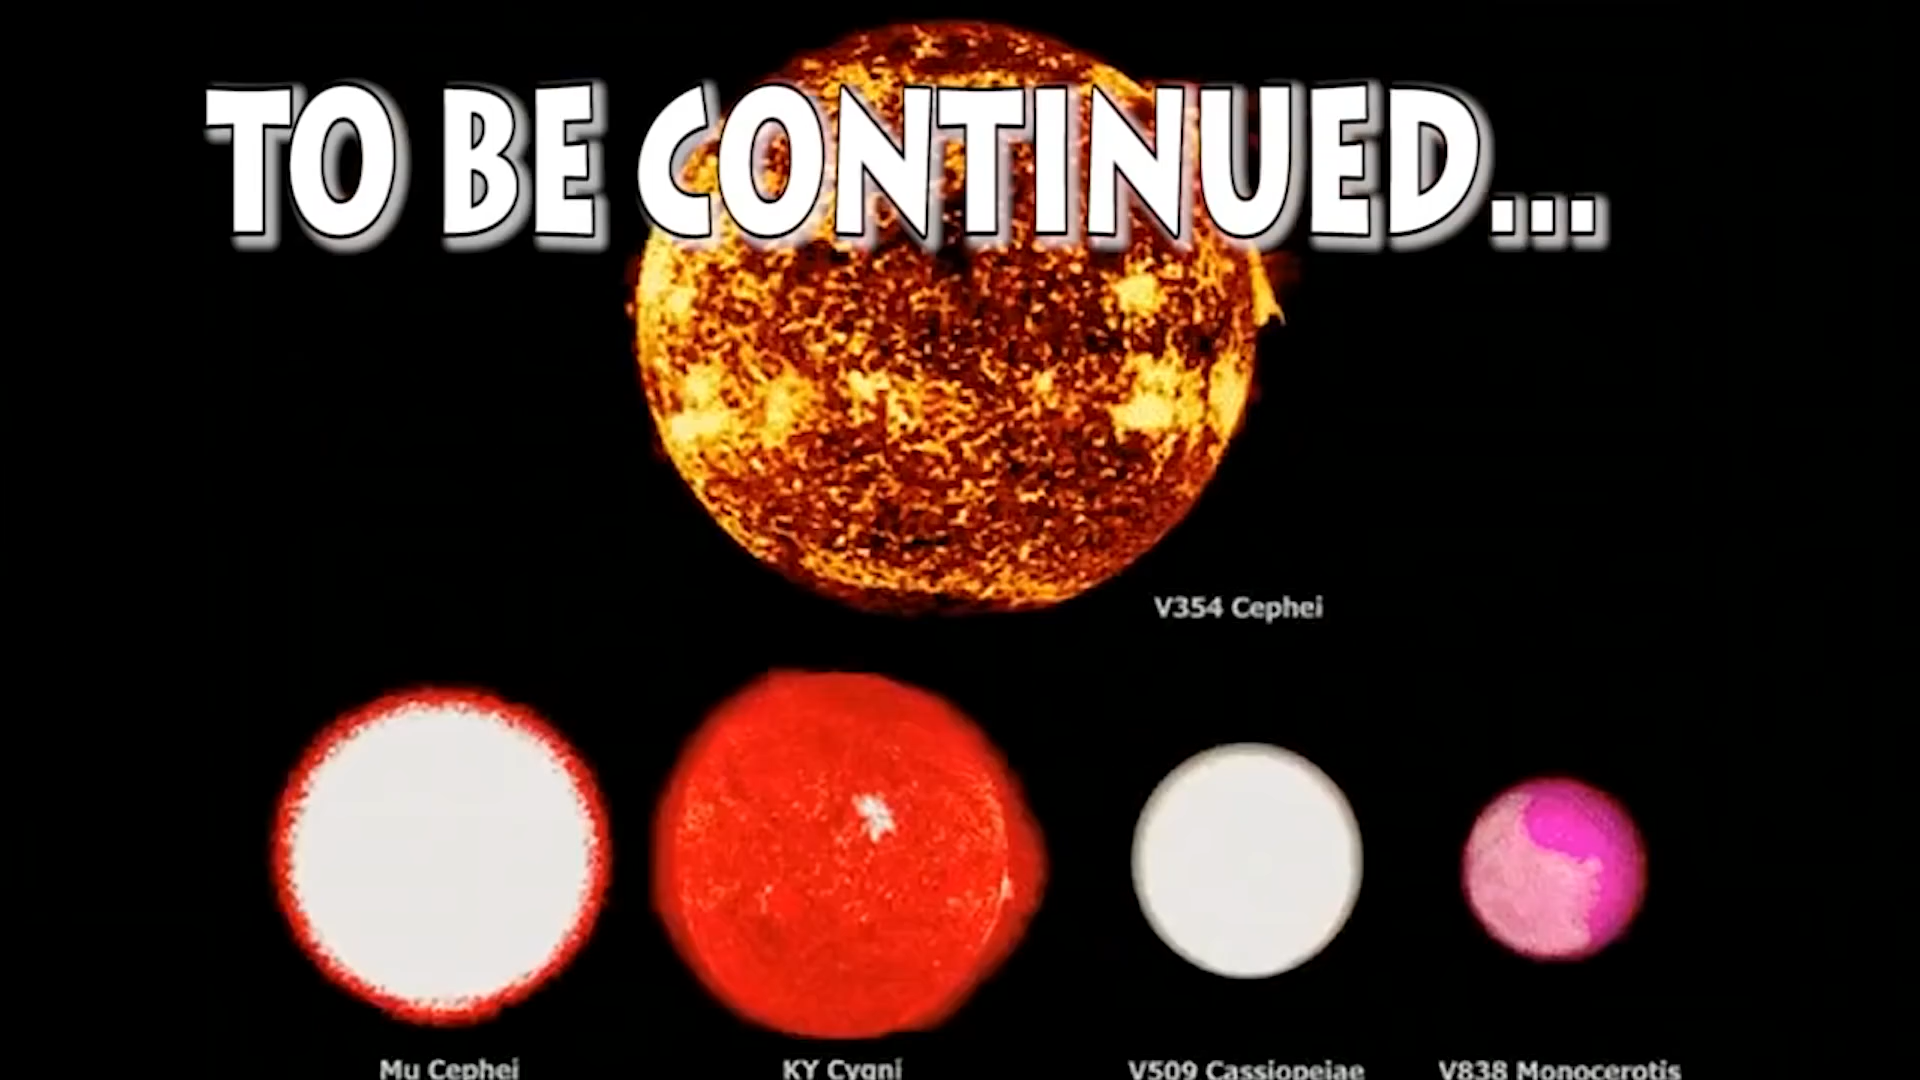 TO BE CONTINUED...
V354 Cephei
Mu Cephei
KY Cygni
V509 Cassiopeiae
V838 Monocerotis